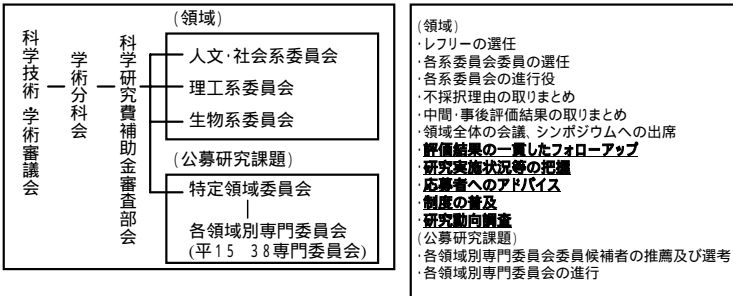 科学技術・学術審議会
学術分科会
科学研究費補助金審査部会
(領域)
人文・社会系委員会
理工系委員会
生物系委員会
(公募研究課題)
特定領域委員会
各領域別専門委員会
(平15 38専門委員会)
(領域)
・レフリーの選任
・各系委員会委員の選任
・各系委員会の進行役
・不採択理由の取りまとめ
・中間・事後評価結果の取りまとめ
・領域全体の会議、シンポジウムへの出席
・評価結果の一貫したフォローアップ
・研究実施状況等の把握
・応募者へのアドバイス
・制度の普及
・研究動向調査
(公募研究課題)
・各領域別専門委員会委員候補者の推薦及び選考
・各領域別専門委員会の進行